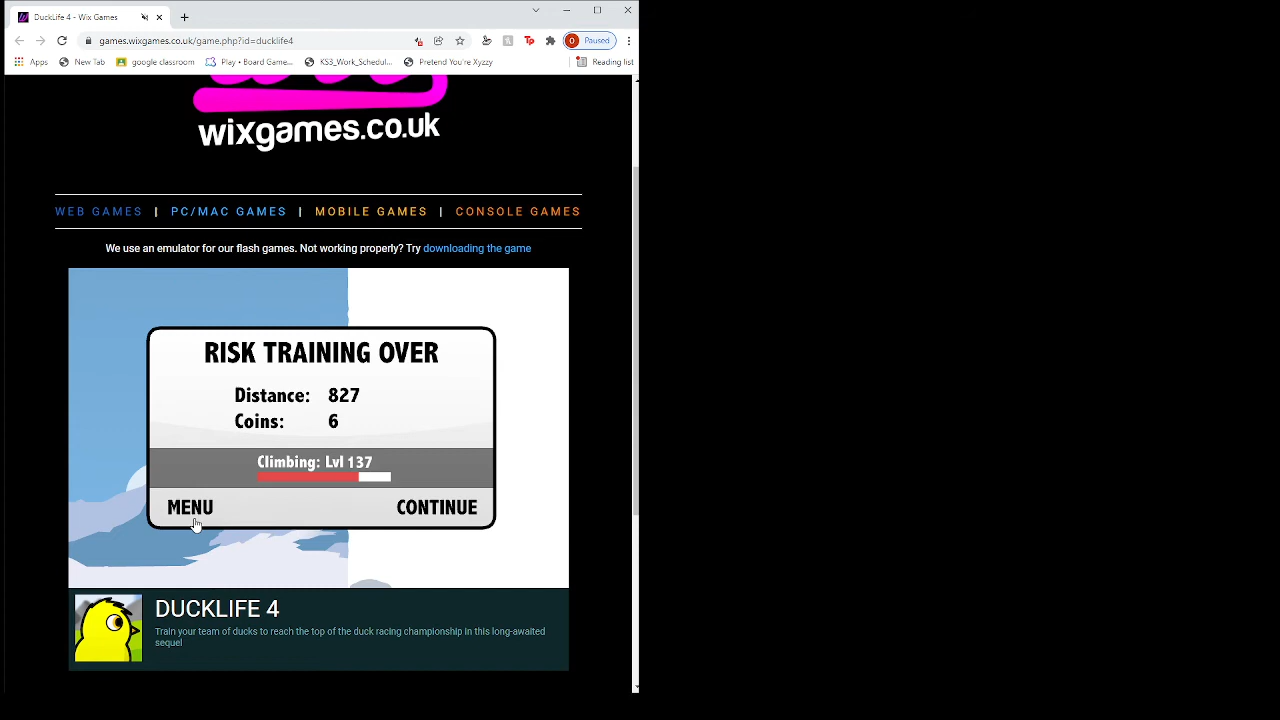 DuckLife 4 - Wix Games
games.wixgames.co.uk/game.php?id=ducklife4
Paused
Apps
New Tab
google classroom
Play • Board Game...
KS3_Work_Schedul...
Pretend You're Xyzzy
Reading list
wixgames.co.uk
WEB GAMES | PC/MAC GAMES | MOBILE GAMES | CONSOLE GAMES
We use an emulator for our flash games. Not working properly? Try downloading the game
RISK TRAINING OVER
Distance: 827
Coins: 6
Climbing: Lvl 137
MENU CONTINUE
DUCKLIFE 4
Train your team of ducks to reach the top of the duck racing championship in this long-awaited
sequel